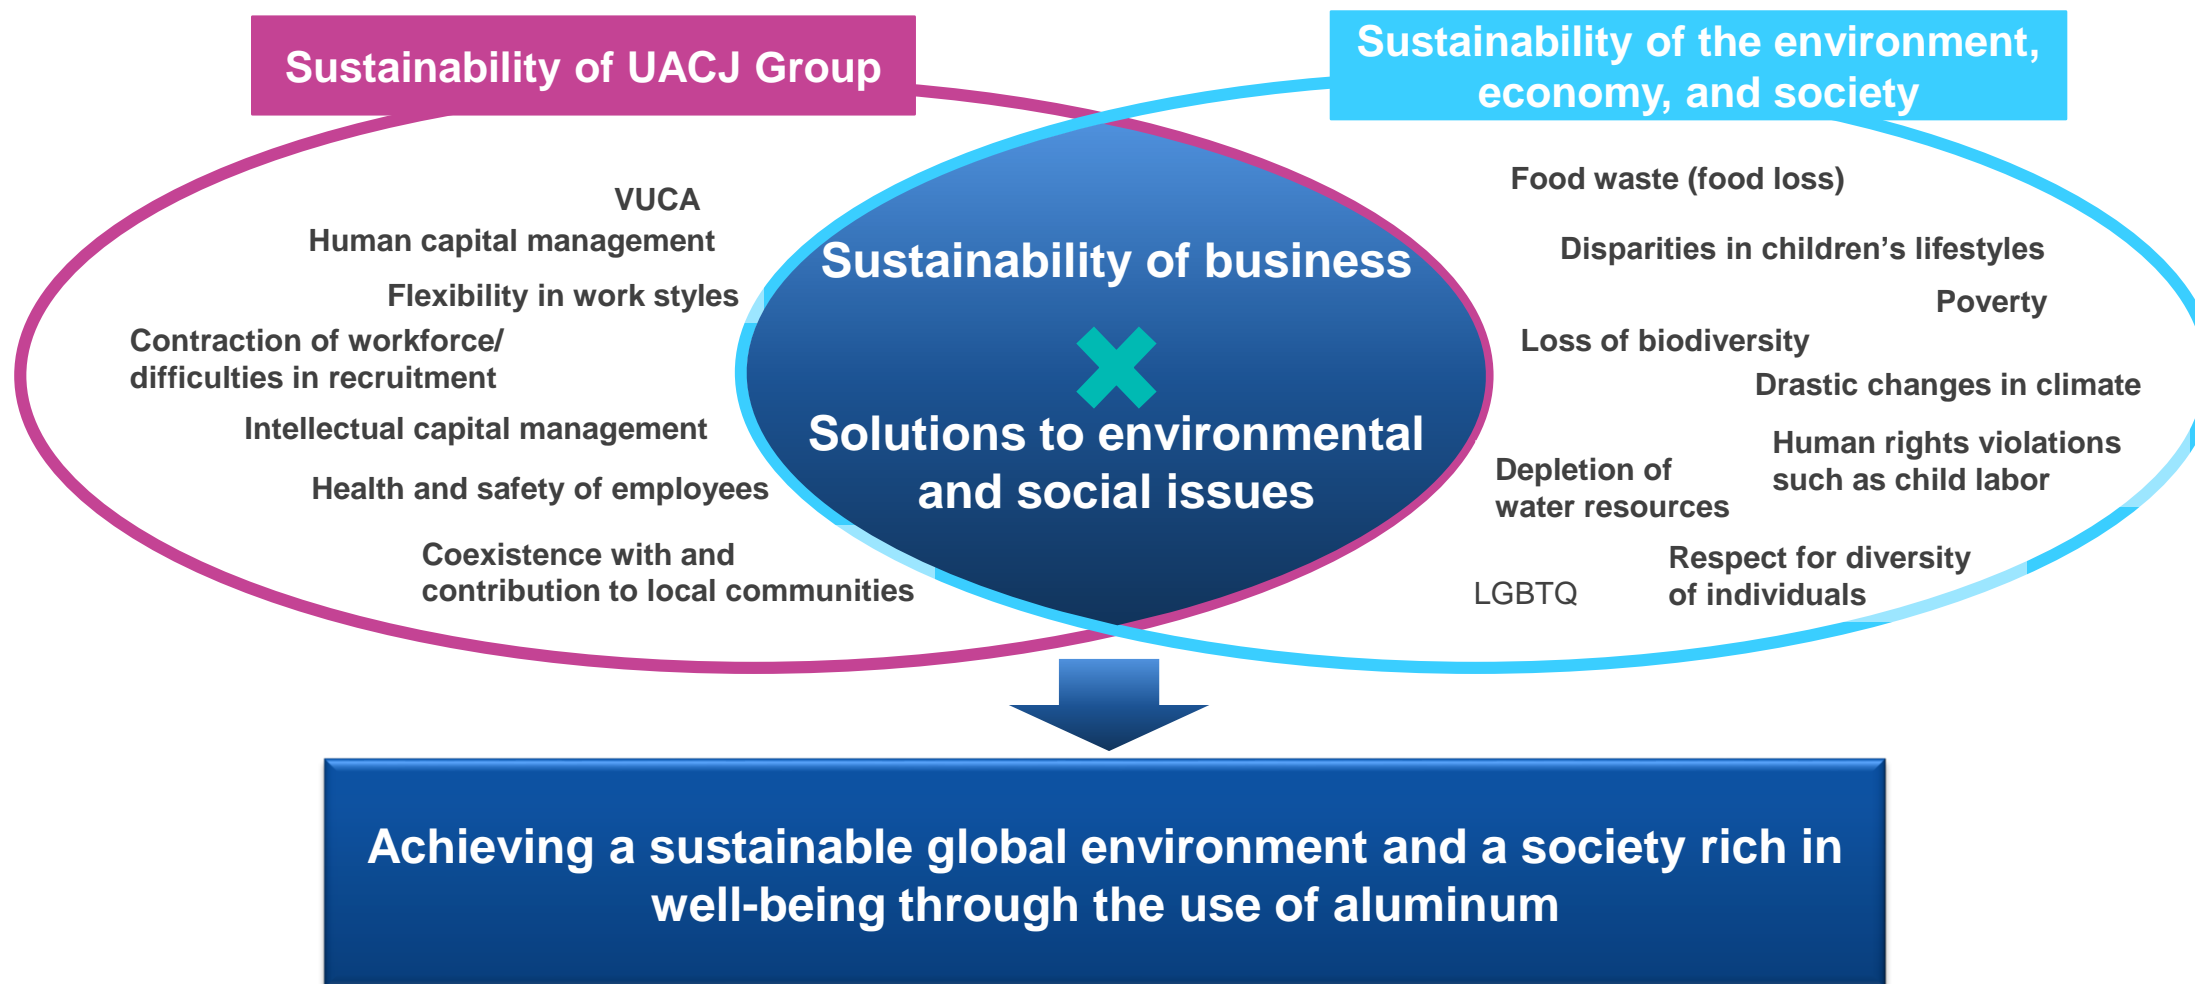 Sustainability of UACJ Group
Sustainability of the environment,
economy, and society
VUCA
Human capital management
Flexibility in work styles
Contraction of workforce/
difficulties in recruitment
Intellectual capital management
Health and safety of employees
Coexistence with and
contribution to local communities
Sustainability of business
Solutions to environmental
and social issues
Food waste (food loss)
Disparities in children’s lifestyles
Poverty
Loss of biodiversity
Drastic changes in climate
Human rights violations
such as child labor
Depletion of
water resources
Respect for diversity
of individuals
LGBTQ
Achieving a sustainable global environment and a society rich in
well-being through the use of aluminum